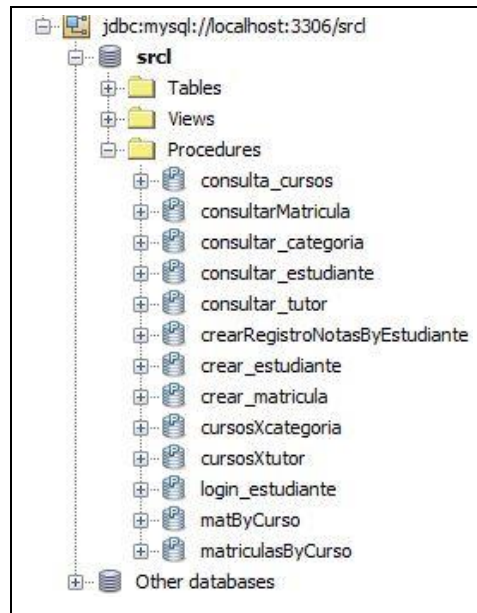 jdbc:mysql://localhost:3306/srcl
srcl
Tables
Views
Procedures
consulta_cursos
consultarMatricula
consultar_categoria
consultar_estudiante
consultar_tutor
crearRegistroNotasByEstudiante
crear_estudiante
crear_matricula
cursosXcategoria
cursosXtutor
login_estudiante
matByCurso
matriculasByCurso
Other databases